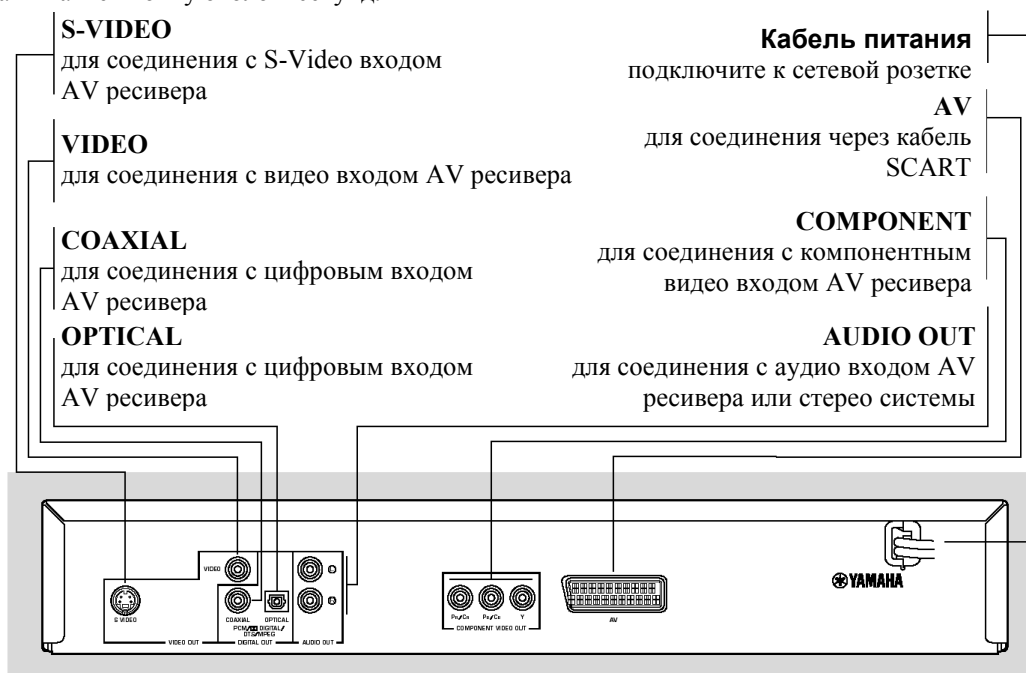 S-VIDEO
для соединения с S-Video входом
AV ресивера
VIDEO
для соединения с видео входом AV ресивера
COAXIAL
для соединения с цифровым входом
AV ресивера
OPTICAL
для соединения с цифровым входом
AV ресивера
Кабель питания
подключите к сетевой розетке
AV
для соединения через кабель
SCART
COMPONENT
для соединения с компонентным
видео входом AV ресивера
AUDIO OUT
для соединения с аудио входом AV
ресивера или стерео системы
YAMAHA
VIDEO
S VIDEO
COAXIAL OPTICAL
PCM/DIGITAL/
DTS/MPEG
VIDEO OUT DIGITAL OUT AUDIO OUT
Y
COMPONENT VIDEO OUT
AV